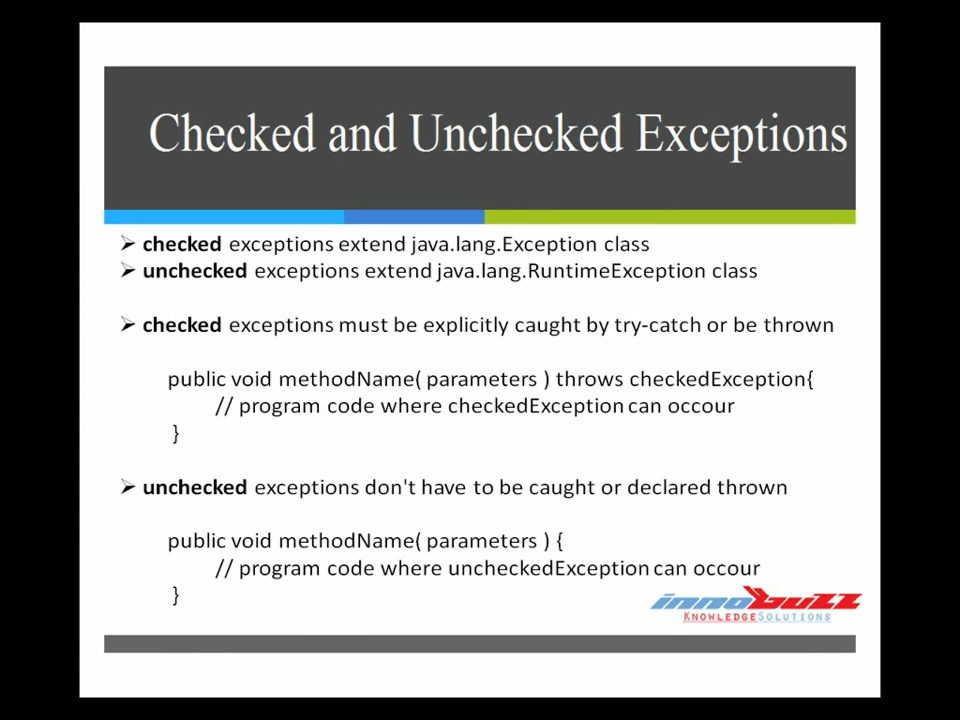 Checked and Unchecked Exceptions
➢ checked exceptions extend java.lang.Exception class
➢ unchecked exceptions extend java.lang.RuntimeException class
➢ checked exceptions must be explicitly caught by try-catch or be thrown
public void methodName( parameters ) throws checkedException{
// program code where checkedException can occour
}
➢ unchecked exceptions don't have to be caught or declared thrown
public void methodName( parameters ) {
// program code where uncheckedException can occour
}
innobuzz
KNOWLEDGESOLUTIONS